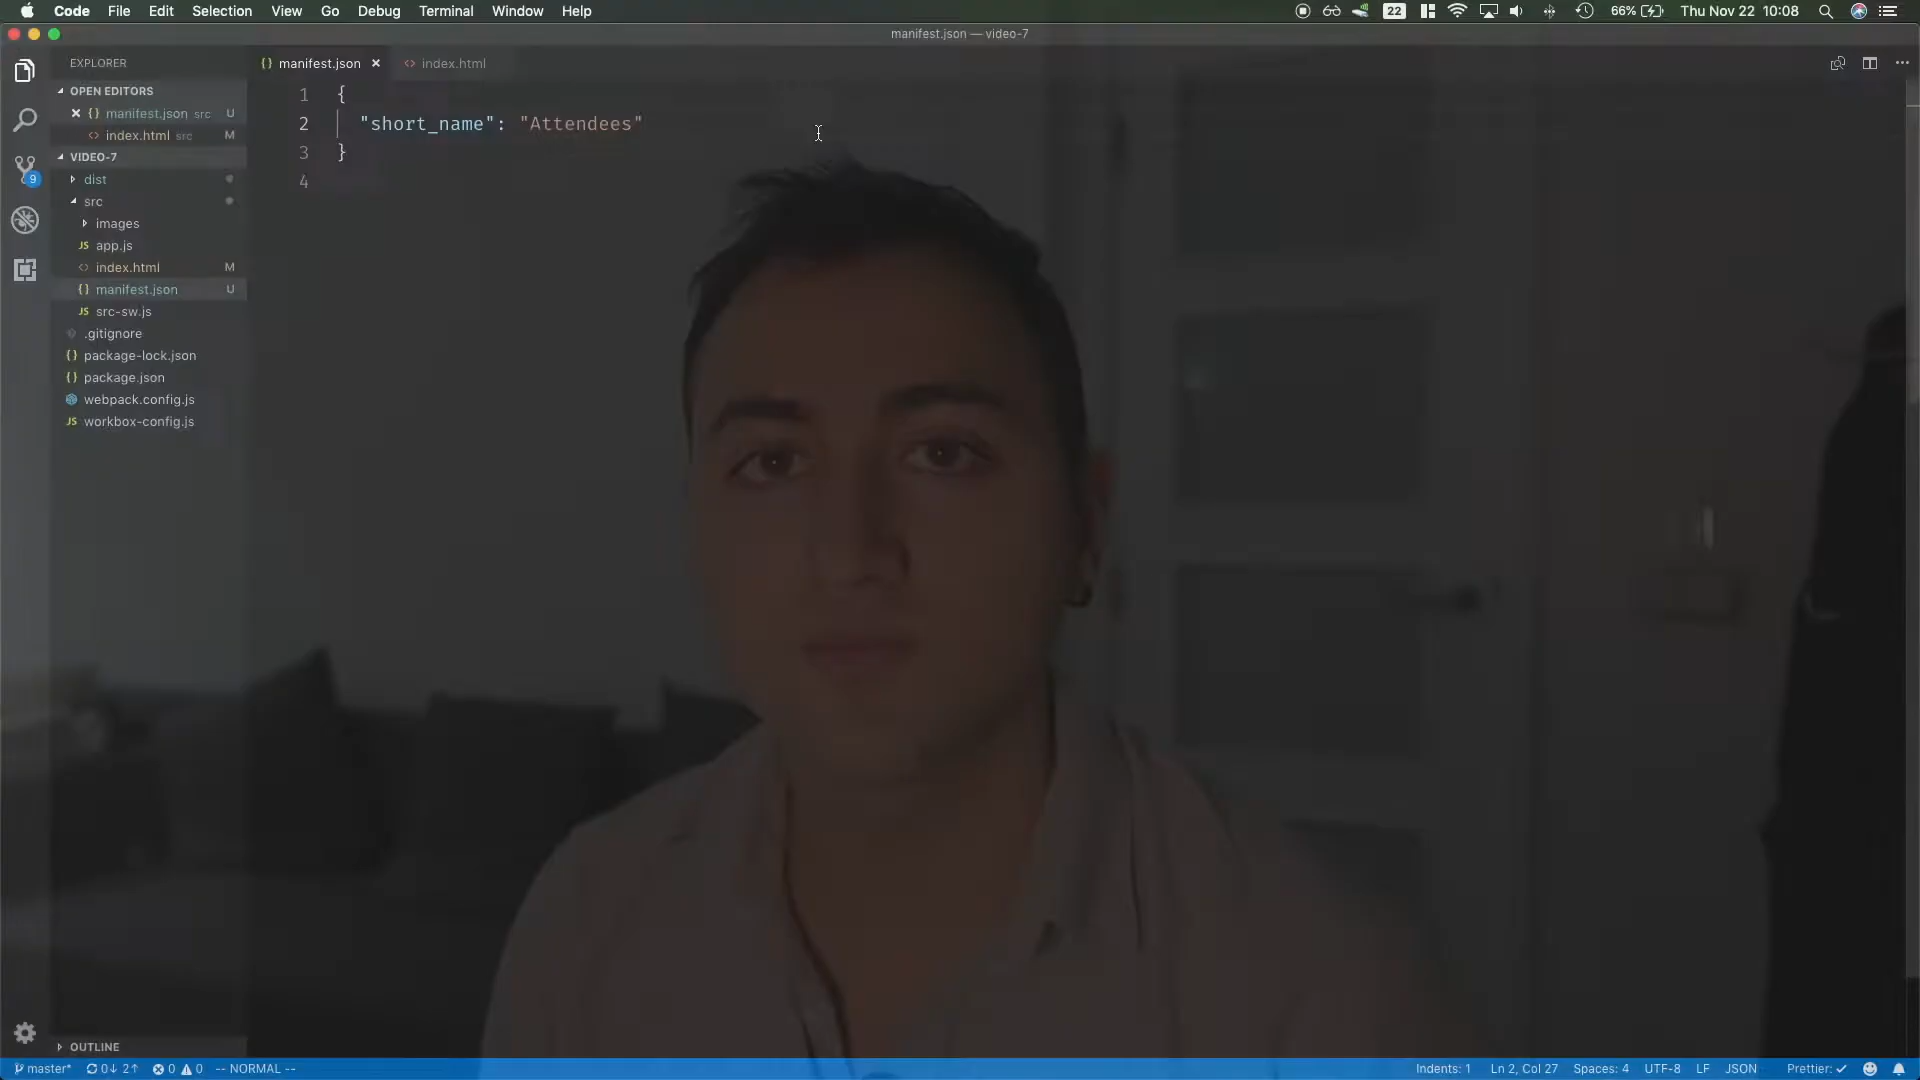 Code File Edit Selection View Go Debug Terminal Window Help 22 66% Thu Nov 22 10:08
manifest.json — video-7
EXPLORER
OPEN EDITORS
manifest.json src U
index.html src M
VIDEO-7
dist
src
images
JS app.js
<> index.html M
{} manifest.json U
JS src-sw.js
.gitignore
{} package-lock.json
{} package.json
webpack.config.js
JS workbox-config.js
OUTLINE
9
{} manifest.json ×
<> index.html
1 {
2 "short_name": "Attendees"
3 }
4
master* 0↓ 2↑ 0 0 -- NORMAL -- Indents: 1 Ln 2, Col 27 Spaces: 4 UTF-8 LF JSON Prettier: ✓